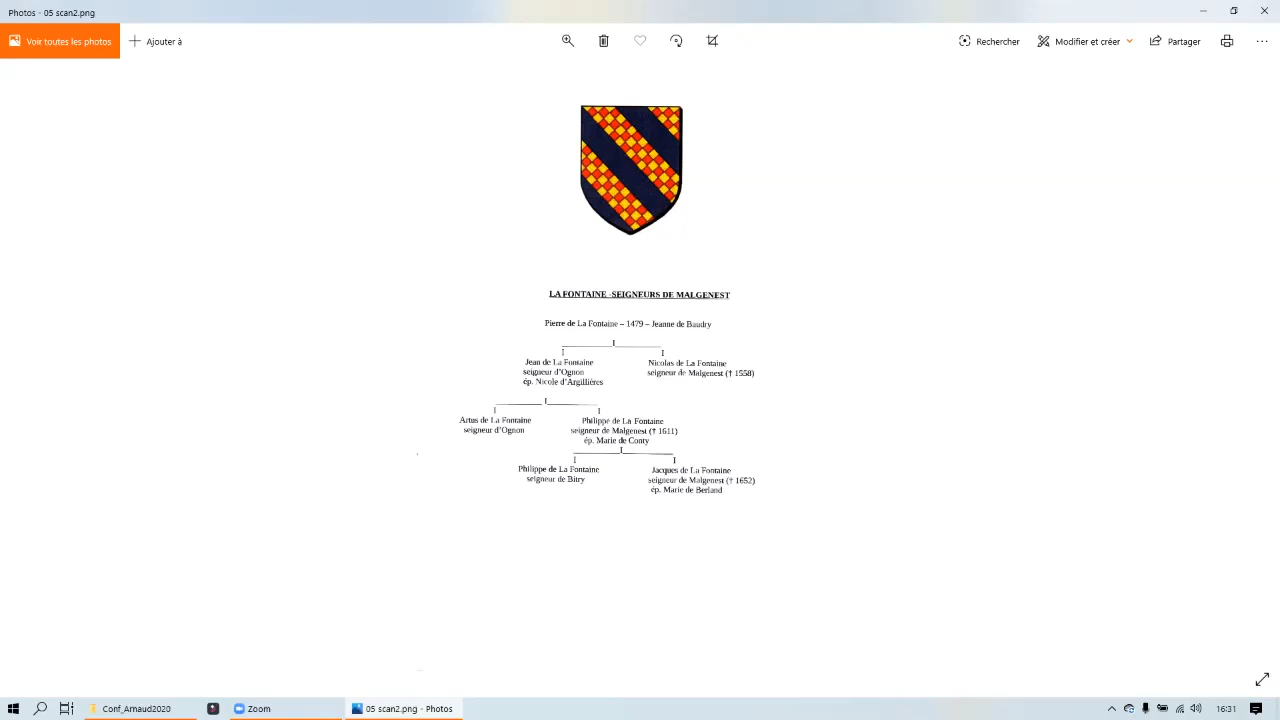 Photos - 05 scan2.png
Voir toutes les photos
Ajouter à
Rechercher
Modifier et créer
Partager
LA FONTAINE -SEIGNEURS DE MALGENEST
Pierre de La Fontaine – 1479 – Jeanne de Baudry
Jean de La Fontaine
seigneur d'Ognon
ép. Nicole d'Argillières
Nicolas de La Fontaine
seigneur de Malgenest († 1558)
Artus de La Fontaine
seigneur d'Ognon
Philippe de La Fontaine
seigneur de Malgenest († 1611)
ép. Marie de Conty
Philippe de La Fontaine
seigneur de Bitry
Jacques de La Fontaine
seigneur de Malgenest († 1652)
ép. Marie de Berland
Conf_Arnaud2020
Zoom
05 scan2.png - Photos
16:31